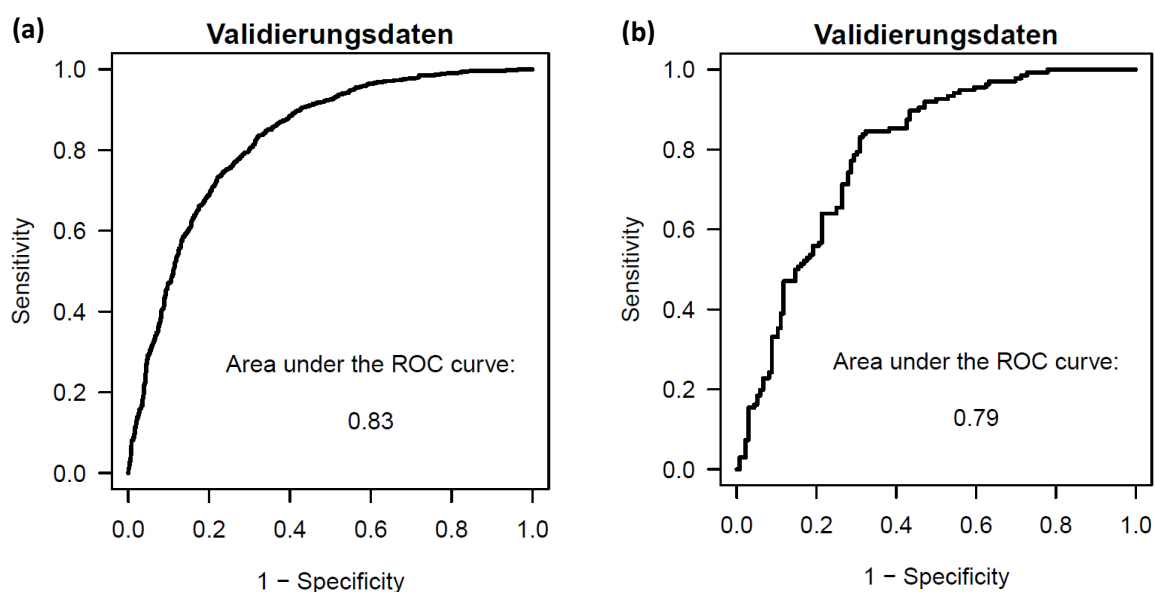 (a)
Validierungsdaten
1.0
0.8
0.6
0.4
0.2
0.0
Sensitivity
Area under the ROC curve:
0.83
0.0 0.2 0.4 0.6 0.8 1.0
1 − Specificity
(b)
Validierungsdaten
1.0
0.8
0.6
0.4
0.2
0.0
Sensitivity
Area under the ROC curve:
0.79
0.0 0.2 0.4 0.6 0.8 1.0
1 − Specificity